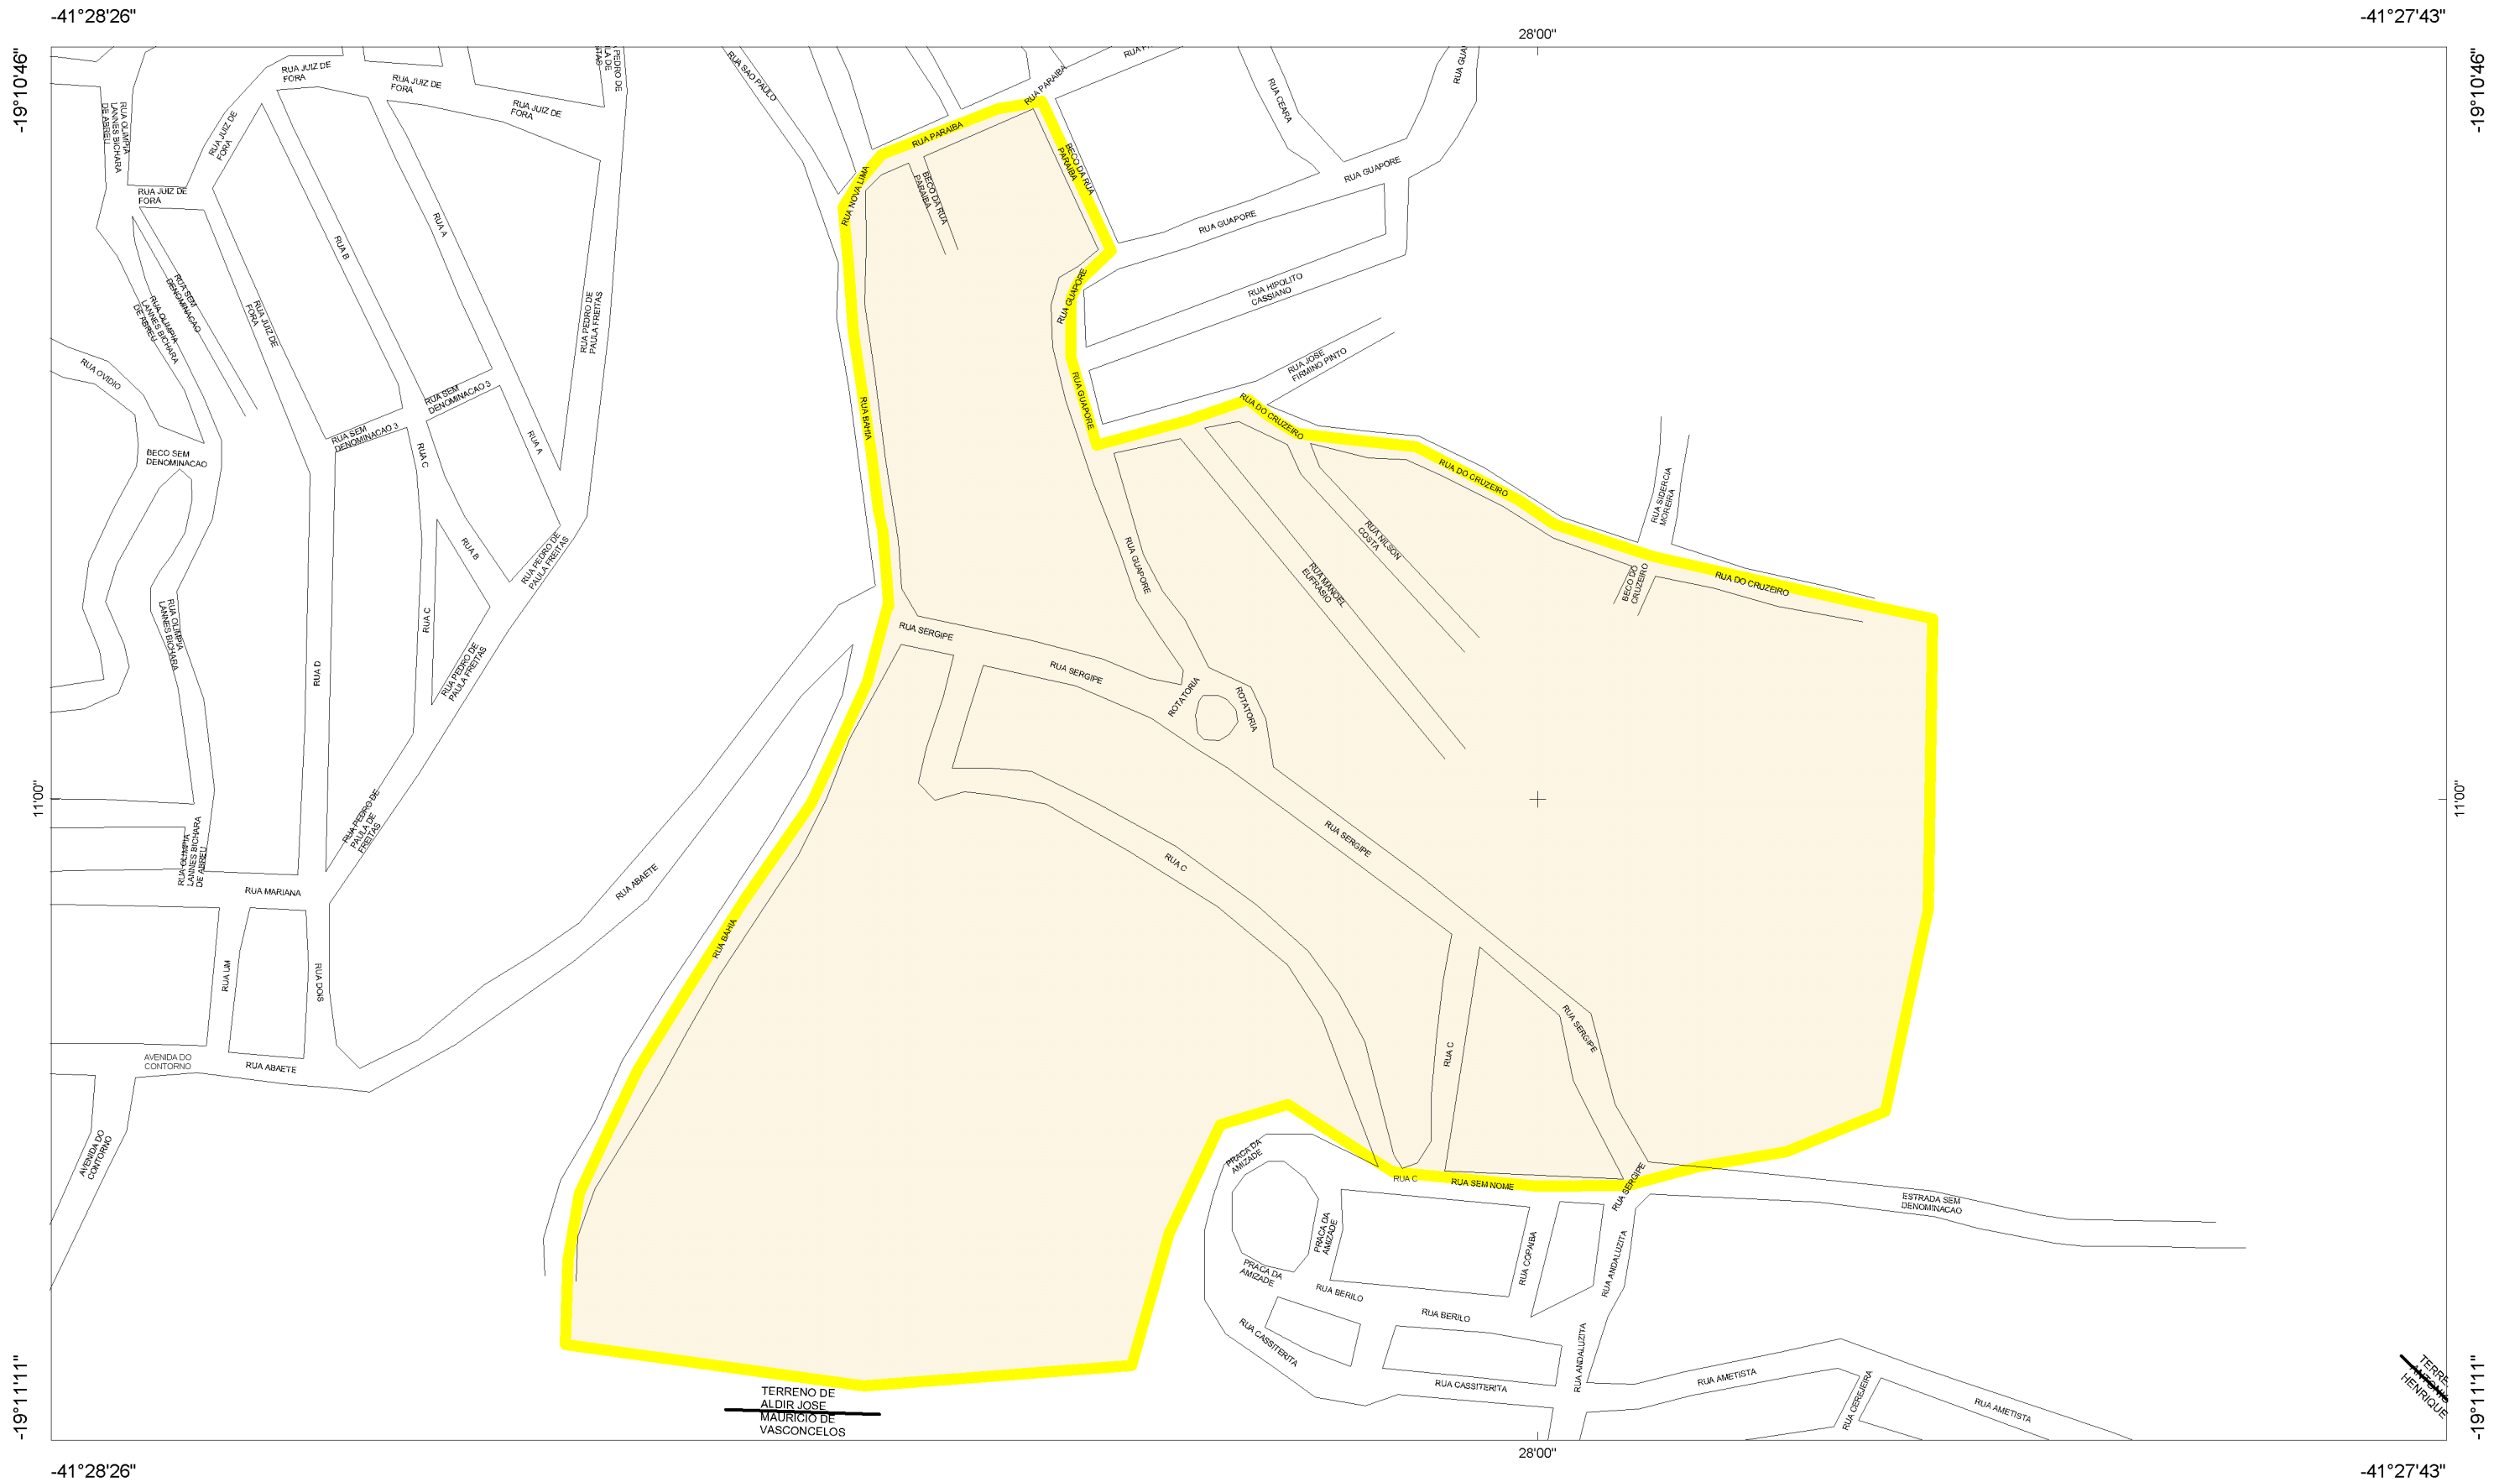 -41°28'26"
-41°27'43"
28'00"
-19°10'46"
-19°10'46"
RUA JUIZ DE
FORA
RUA JUIZ DE
FORA
RUA JUIZ DE
FORA
RUA SAO PAULO
RUA PARAIBA
RUA CEARA
RUA OLIMPIA
LANNES BICHARA
DE ABREU
RUA JUIZ DE
FORA
RUA PARAIBA
BECO DA RUA
PARAIBA
RUA GUAPORE
RUA JUIZ DE
FORA
RUA NOVA LIMA
BECO DA RUA
PARAIBA
RUA GUAPORE
RUA A
RUA B
RUA SEM
DENOMINACAO
RUA OLIMPIA
LANNES BICHARA
DE ABREU
RUA JUIZ DE
FORA
RUA PEDRO DE
PAULA FREITAS
RUA GUAPORE
RUA HIPOLITO
CASSIANO
RUA JOSE
FIRMINO PINTO
RUA OVIDIO
RUA SEM
DENOMINACAO 3
RUA SEM
DENOMINACAO 3
RUA BAHIA
RUA GUAPORE
RUA DO CRUZEIRO
RUA A
RUA C
BECO SEM
DENOMINACAO
RUA DO CRUZEIRO
RUA SIDERCIA
MOREIRA
RUA B
RUA PEDRO DE
PAULA FREITAS
RUA GUAPORE
RUA NILSON
COSTA
RUA MANOEL
EUFRASIO
BECO DO
CRUZEIRO
RUA DO CRUZEIRO
RUA OLIMPIA
LANNES BICHARA
RUA C
RUA D
RUA PEDRO DE
PAULA FREITAS
RUA SERGIPE
RUA SERGIPE
ROTATORIA
ROTATORIA
11'00"
11'00"
RUA PEDRO DE
PAULA DE
FREITAS
RUA OLIMPIA
LANNES BICHARA
DE ABREU
RUA SERGIPE
RUA C
RUA MARIANA
RUA ABAETE
RUA BAHIA
RUA UM
RUA DOIS
RUA C
RUA SERGIPE
AVENIDA DO
CONTORNO
RUA ABAETE
AVENIDA DO
CONTORNO
PRACA DA
AMIZADE
RUA C
RUA SEM NOME
RUA SERGIPE
ESTRADA SEM
DENOMINACAO
PRACA DA
AMIZADE
PRACA DA
AMIZADE
RUA COPAIBA
RUA ANDALUZITA
RUA BERILO
RUA BERILO
RUA CASSITERITA
RUA ANDALUZITA
RUA CASSITERITA
RUA AMETISTA
RUA CEREJEIRA
RUA AMETISTA
TERRENO DE
ALDIR JOSE
MAURICIO DE
VASCONCELOS
ANTONIO
HENRIQUE
-19°11'11"
-19°11'11"
28'00"
-41°28'26"
-41°27'43"